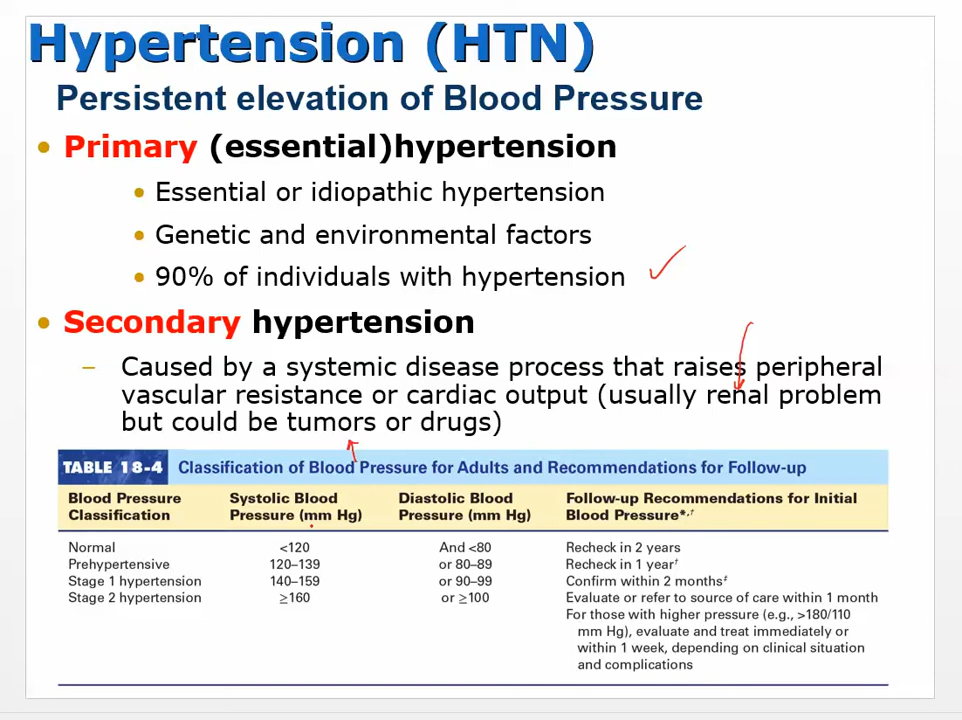 Hypertension (HTN)
Persistent elevation of Blood Pressure
• Primary (essential)hypertension
• Essential or idiopathic hypertension
• Genetic and environmental factors
• 90% of individuals with hypertension
• Secondary hypertension
– Caused by a systemic disease process that raises peripheral
vascular resistance or cardiac output (usually renal problem
but could be tumors or drugs)
TABLE 18-4 Classification of Blood Pressure for Adults and Recommendations for Follow-up
Blood Pressure Systolic Blood Diastolic Blood Follow-up Recommendations for Initial
Classification Pressure (mm Hg) Pressure (mm Hg) Blood Pressure*,†
Normal <120 And <80 Recheck in 2 years
Prehypertensive 120–139 or 80–89 Recheck in 1 year†
Stage 1 hypertension 140–159 or 90–99 Confirm within 2 months‡
Stage 2 hypertension ≥160 or ≥100 Evaluate or refer to source of care within 1 month
For those with higher pressure (e.g., >180/110
mm Hg), evaluate and treat immediately or
within 1 week, depending on clinical situation
and complications